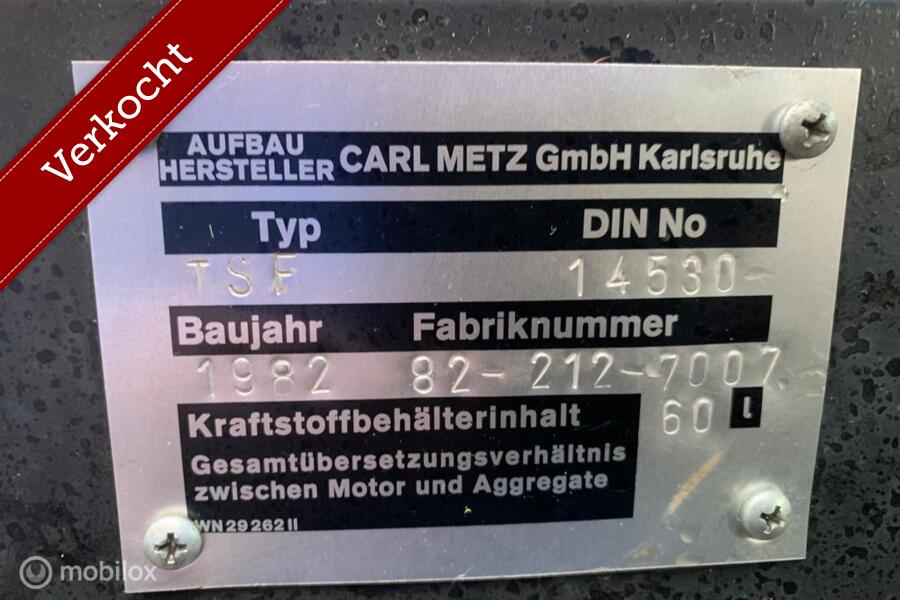 Verkocht
AUFBAU
HERSTELLER CARL METZ GmbH Karlsruhe
Typ DIN No
TSF 14530-
Baujahr Fabriknummer
1982 82-212-7007
Kraftstoffbehälterinhalt 60 l
Gesamtübersetzungsverhältnis
zwischen Motor und Aggregate
WN 29 262 II
mobilox